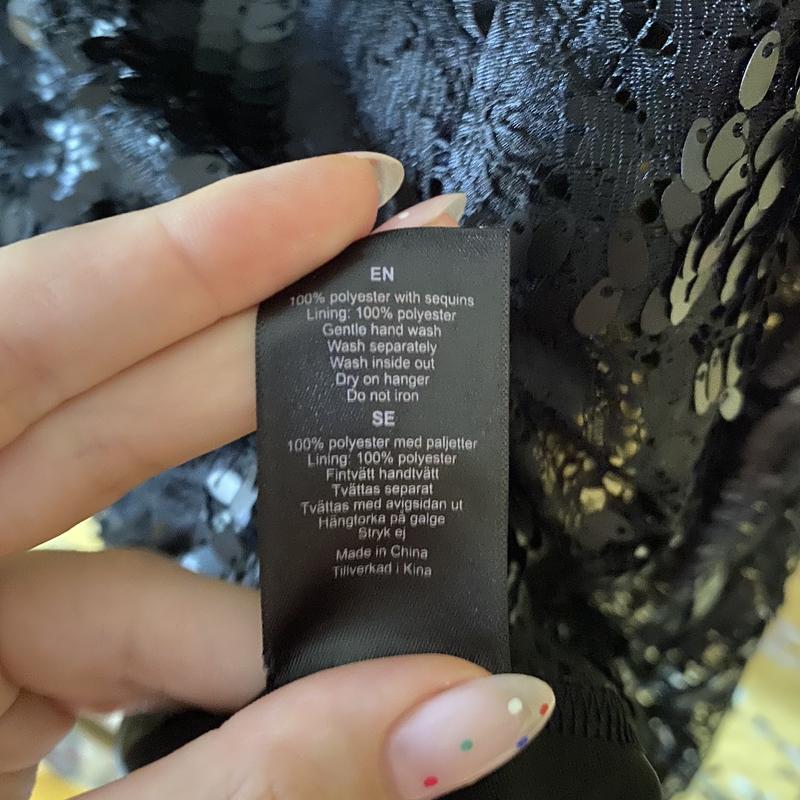 EN
100% polyester with sequins
Lining: 100% polyester
Gentle hand wash
Wash separately
Wash inside out
Dry on hanger
Do not iron
SE
100% polyester med paljetter
Lining: 100% polyester
Fintvätt handtvätt
Tvättas separat
Tvättas med avigsidan ut
Hängtorka på galge
Stryk ej
Made in China
Tillverkad i Kina